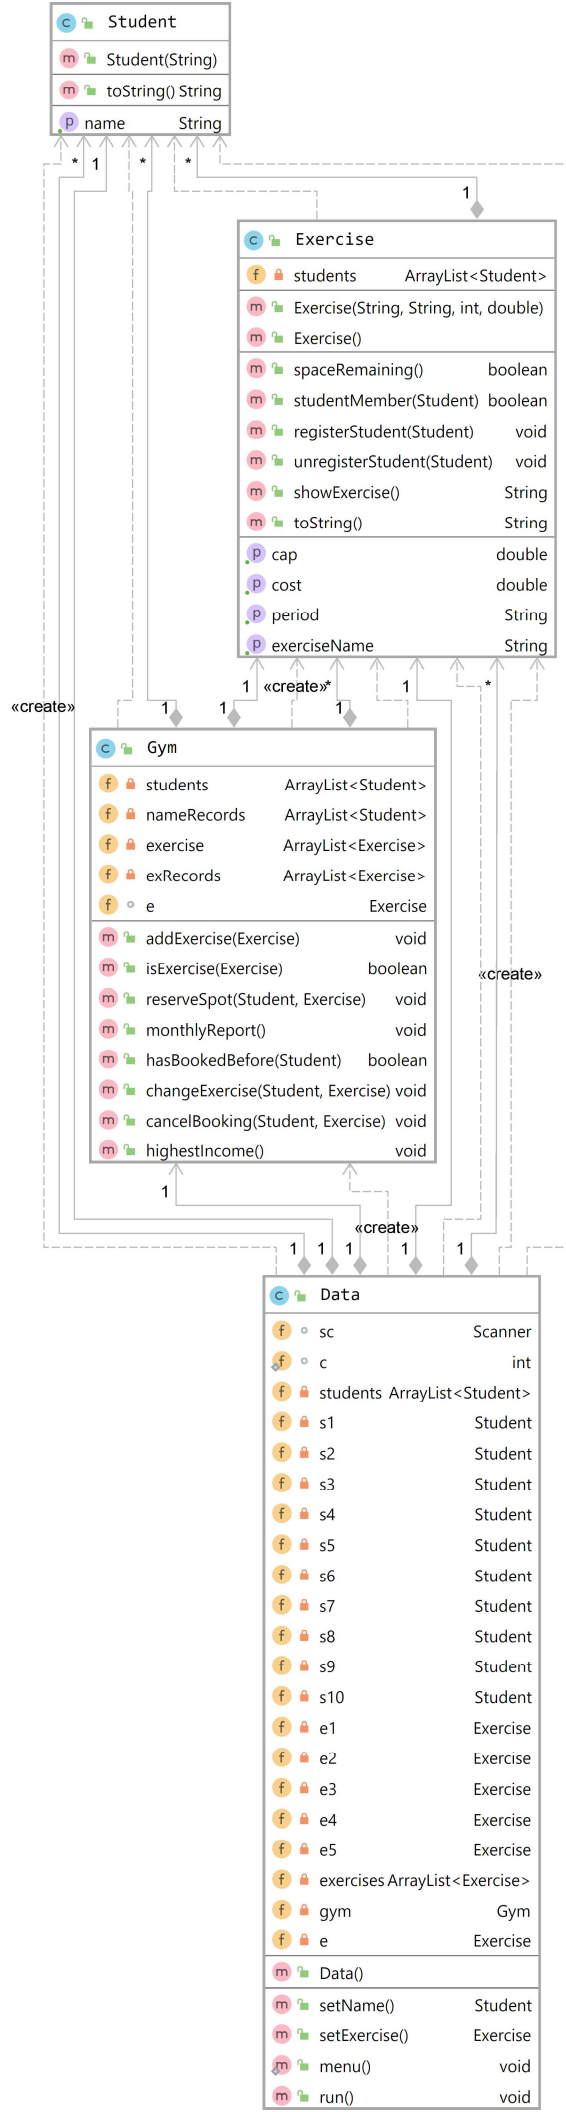 Student
Student(String)
toString() String
name String
* 1 * *
1
Exercise
students ArrayList<Student>
Exercise(String, String, int, double)
Exercise()
spaceRemaining() boolean
studentMember(Student) boolean
registerStudent(Student) void
unregisterStudent(Student) void
showExercise() String
toString() String
cap double
cost double
period String
exerciseName String
1 «create» * 1 *
«create» 1 1 1
Gym
students ArrayList<Student>
nameRecords ArrayList<Student>
exercise ArrayList<Exercise>
exRecords ArrayList<Exercise>
e Exercise
addExercise(Exercise) void
isExercise(Exercise) boolean
«create»
reserveSpot(Student, Exercise) void
monthlyReport() void
hasBookedBefore(Student) boolean
changeExercise(Student, Exercise) void
cancelBooking(Student, Exercise) void
highestIncome() void
1
«create»
1 1 1 1 1
Data
sc Scanner
c int
students ArrayList<Student>
s1 Student
s2 Student
s3 Student
s4 Student
s5 Student
s6 Student
s7 Student
s8 Student
s9 Student
s10 Student
e1 Exercise
e2 Exercise
e3 Exercise
e4 Exercise
e5 Exercise
exercises ArrayList<Exercise>
gym Gym
e Exercise
Data()
setName() Student
setExercise() Exercise
menu() void
run() void